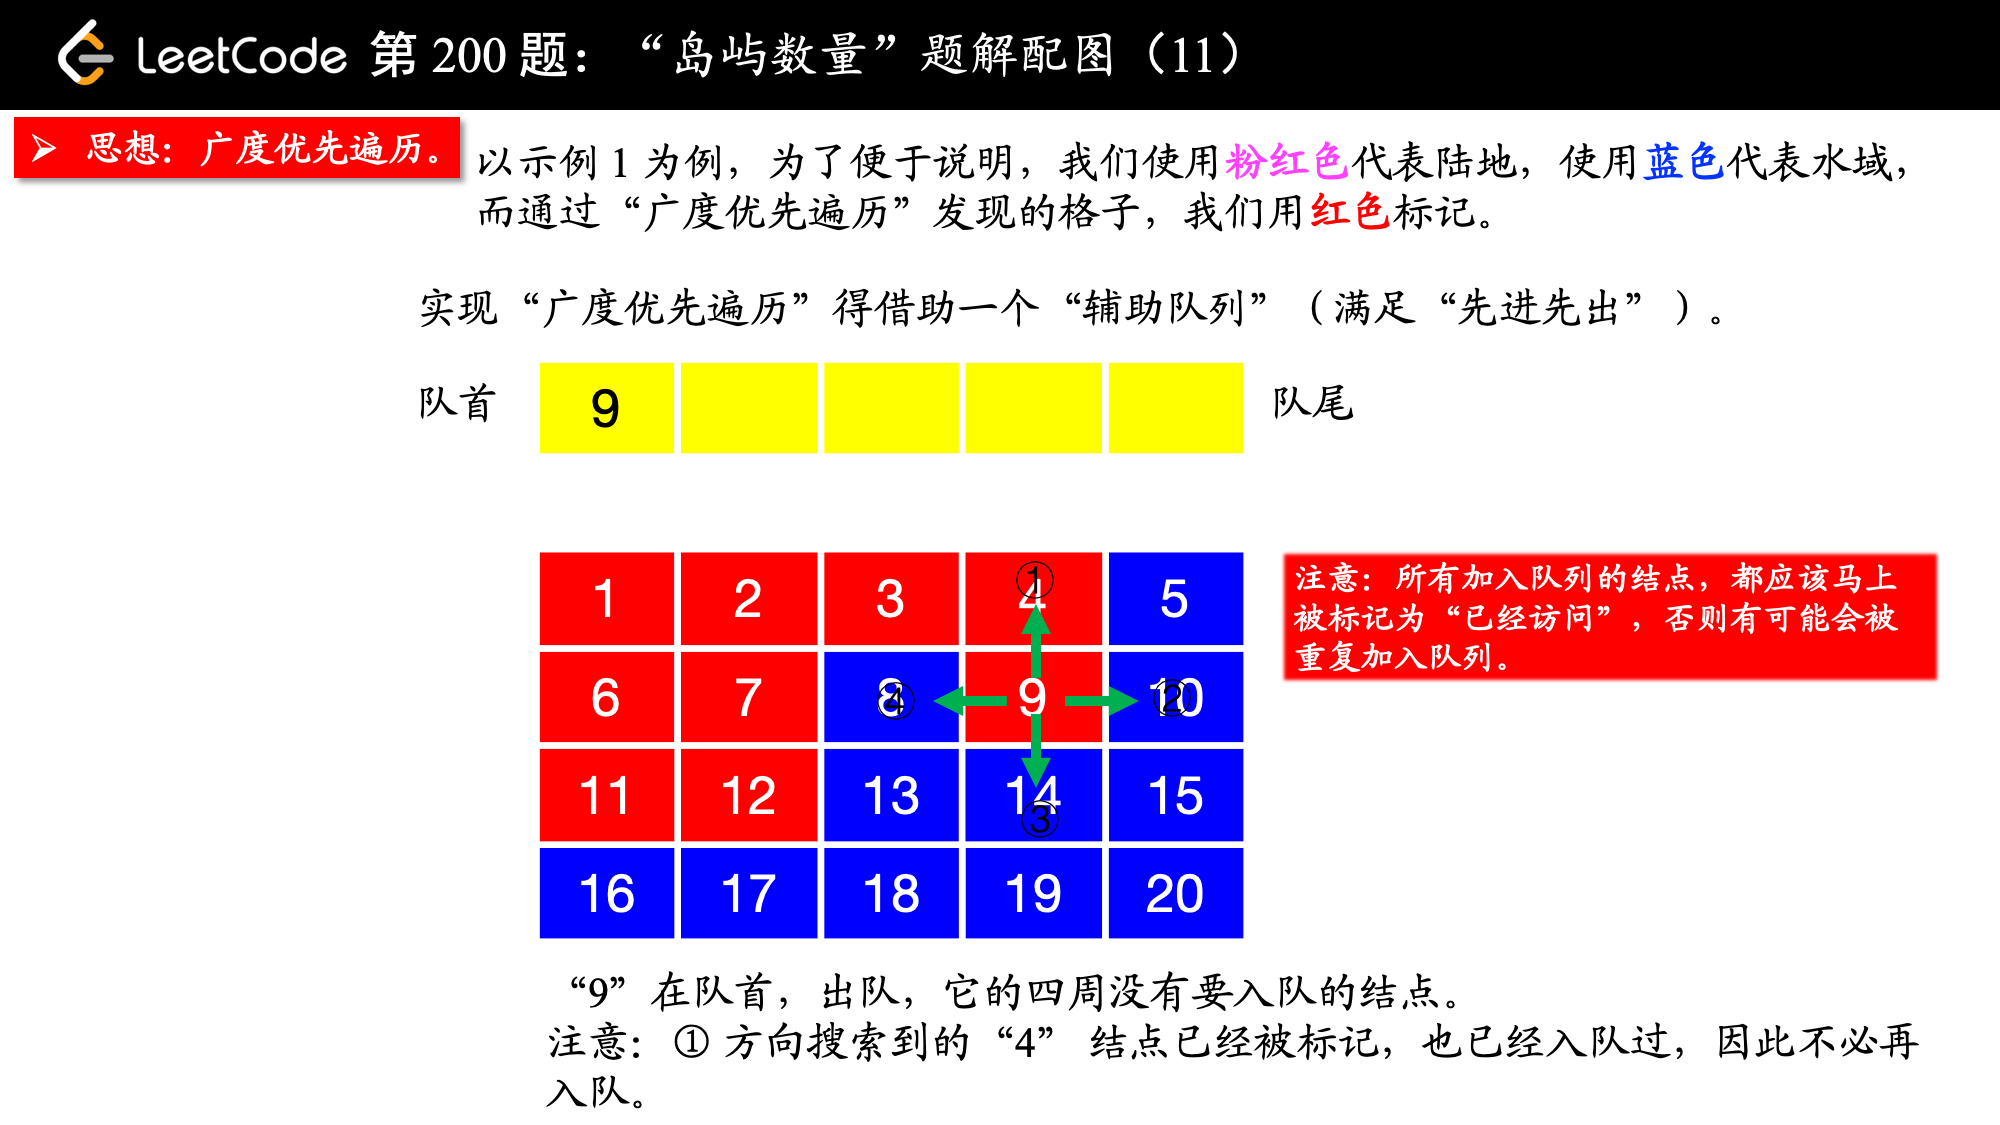 LeetCode 第 200 题：“岛屿数量”题解配图（11）
➢ 思想：广度优先遍历。
以示例 1 为例，为了便于说明，我们使用粉红色代表陆地，使用蓝色代表水域，
而通过“广度优先遍历”发现的格子，我们用红色标记。
实现“广度优先遍历”得借助一个“辅助队列”（满足“先进先出”）。
队首 9 队尾
1 2 3 4 5
①
6 7 8 9 10
④ ②
11 12 13 14 15
③
16 17 18 19 20
注意：所有加入队列的结点，都应该马上
被标记为“已经访问”，否则有可能会被
重复加入队列。
“9”在队首，出队，它的四周没有要入队的结点。
注意：① 方向搜索到的“4” 结点已经被标记，也已经入队过，因此不必再
入队。